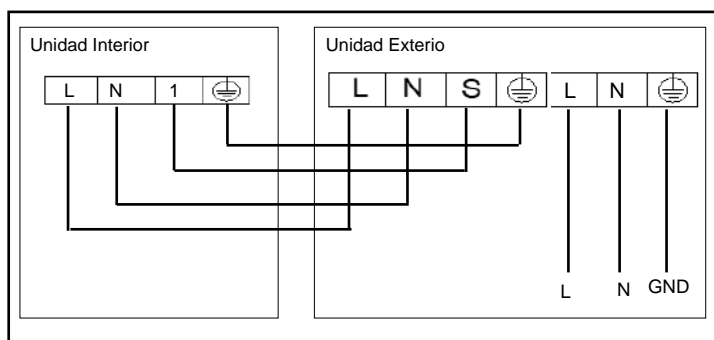 Unidad Interior
L N 1
Unidad Exterio
L N S L N
L N GND